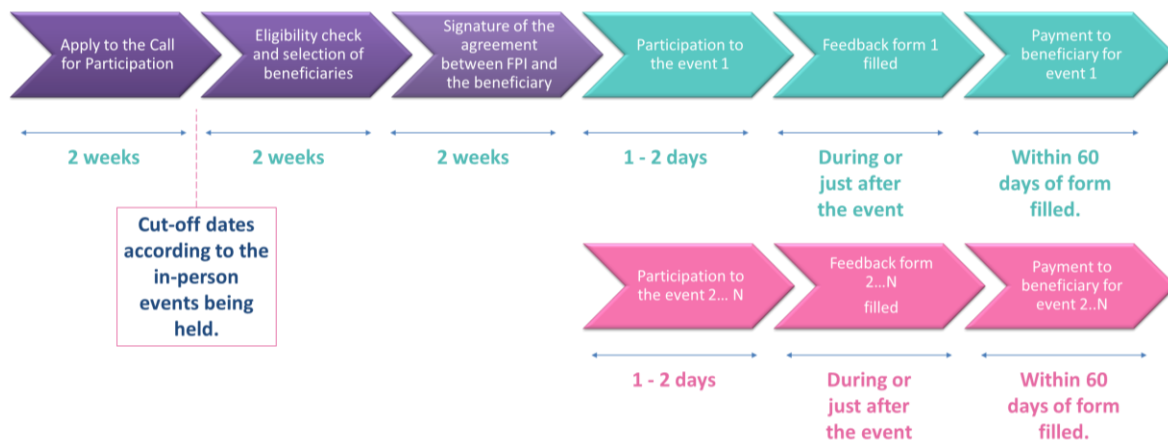 Apply to the Call
for Participation
Eligibility check
and selection of
beneficiaries
Signature of the
agreement
between FPI and
the beneficiary
Participation to
the event 1
Feedback form 1
filled
Payment to
beneficiary for
event 1
2 weeks
2 weeks
2 weeks
1 - 2 days
During or
just after
the event
Within 60
days of form
filled.
Cut-off dates
according to the
in-person
events being
held.
Participation to
the event 2... N
Feedback form
2...N
filled
Payment to
beneficiary for
event 2..N
1 - 2 days
During or
just after
the event
Within 60
days of form
filled.